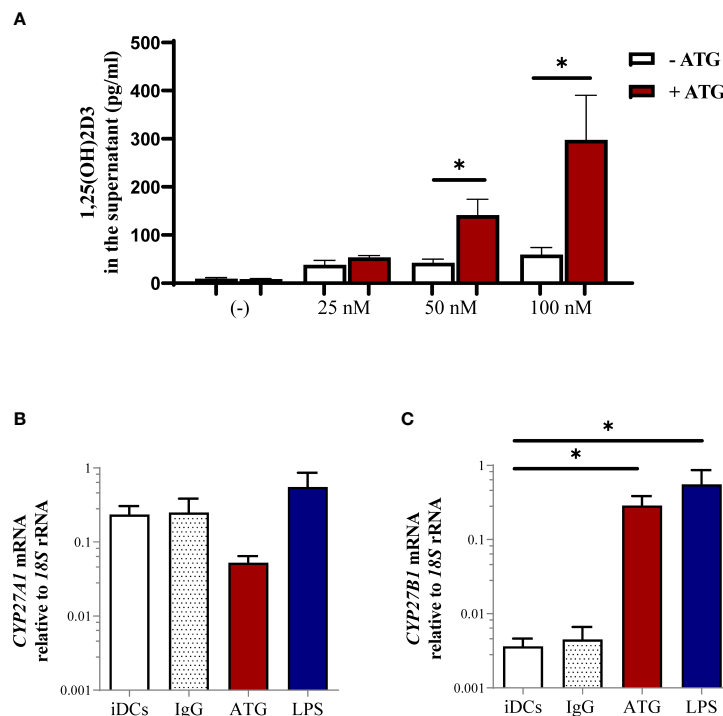 A
500
400
300
200
100
0
1,25(OH)2D3
in the supernatant (pg/ml)
*
*
- ATG
+ ATG
(-)
25 nM
50 nM
100 nM
B
1
0.1
0.01
0.001
CYP27A1 mRNA
relative to 18S rRNA
iDCs
IgG
ATG
LPS
C
*
*
1
0.1
0.01
0.001
CYP27B1 mRNA
relative to 18S rRNA
iDCs
IgG
ATG
LPS